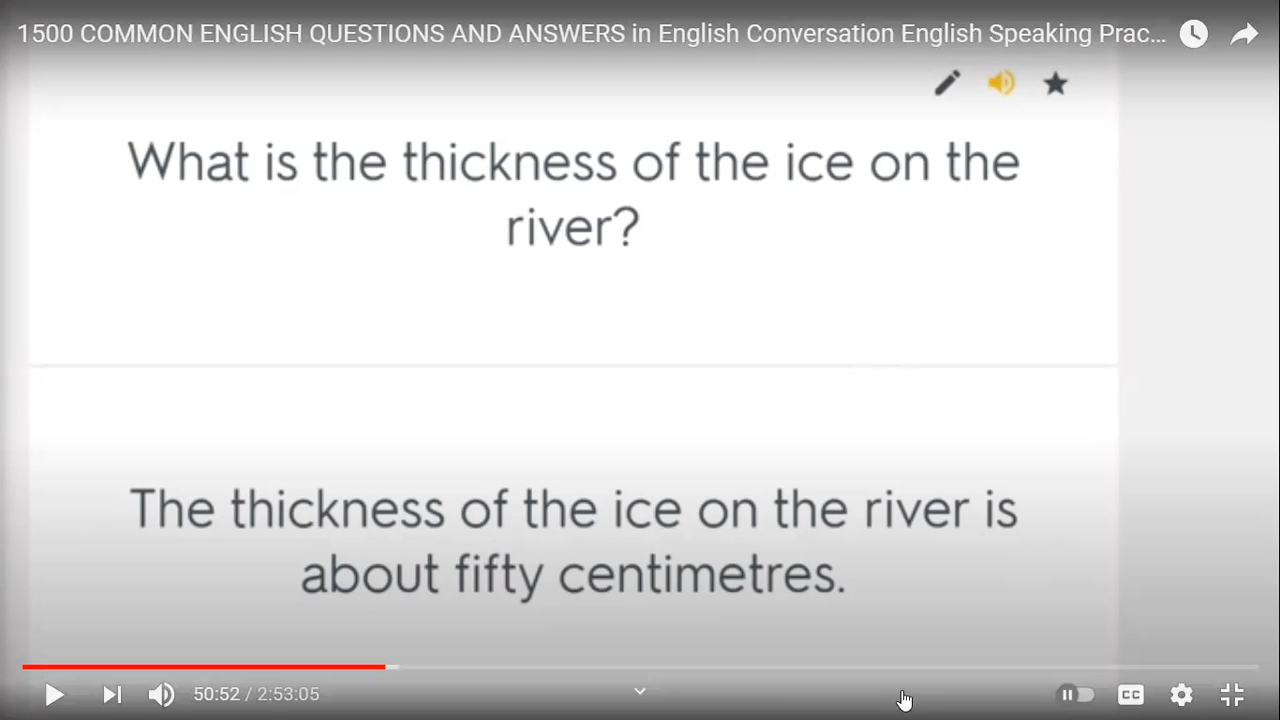 1500 COMMON ENGLISH QUESTIONS AND ANSWERS in English Conversation English Speaking Prac...
What is the thickness of the ice on the
river?
The thickness of the ice on the river is
about fifty centimetres.
50:52 / 2:53:05
CC